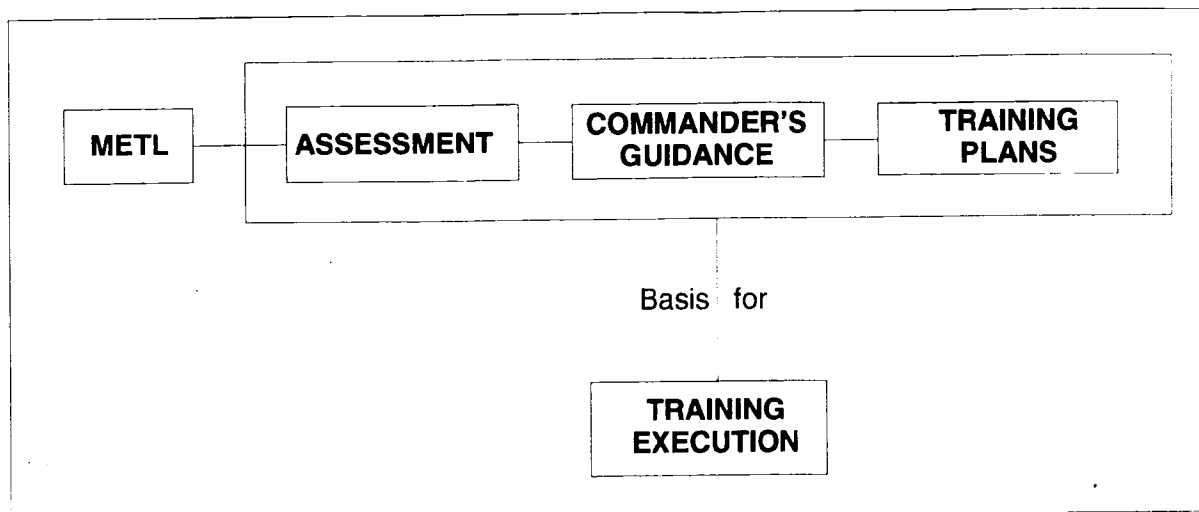 METL
ASSESSMENT
COMMANDER'S
GUIDANCE
TRAINING
PLANS
Basis for
TRAINING
EXECUTION